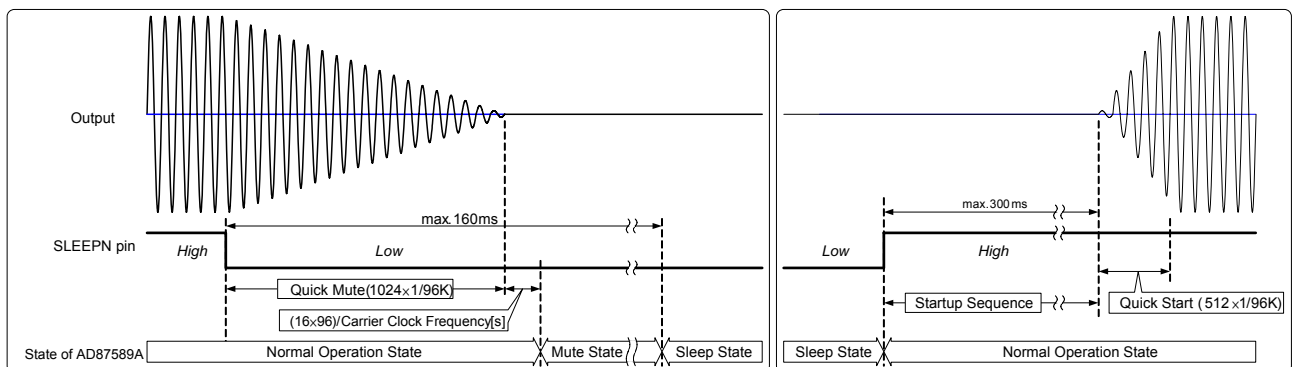 Output
max.160ms
SLEEPN pin
High
Low
Quick Mute(1024×1/96K)
(16×96)/Carrier Clock Frequency[s]
State of AD87589A
Normal Operation State
Mute State
Sleep State
max.300ms
Low
High
Startup Sequence
Quick Start (512 ×1/96K)
Sleep State
Normal Operation State